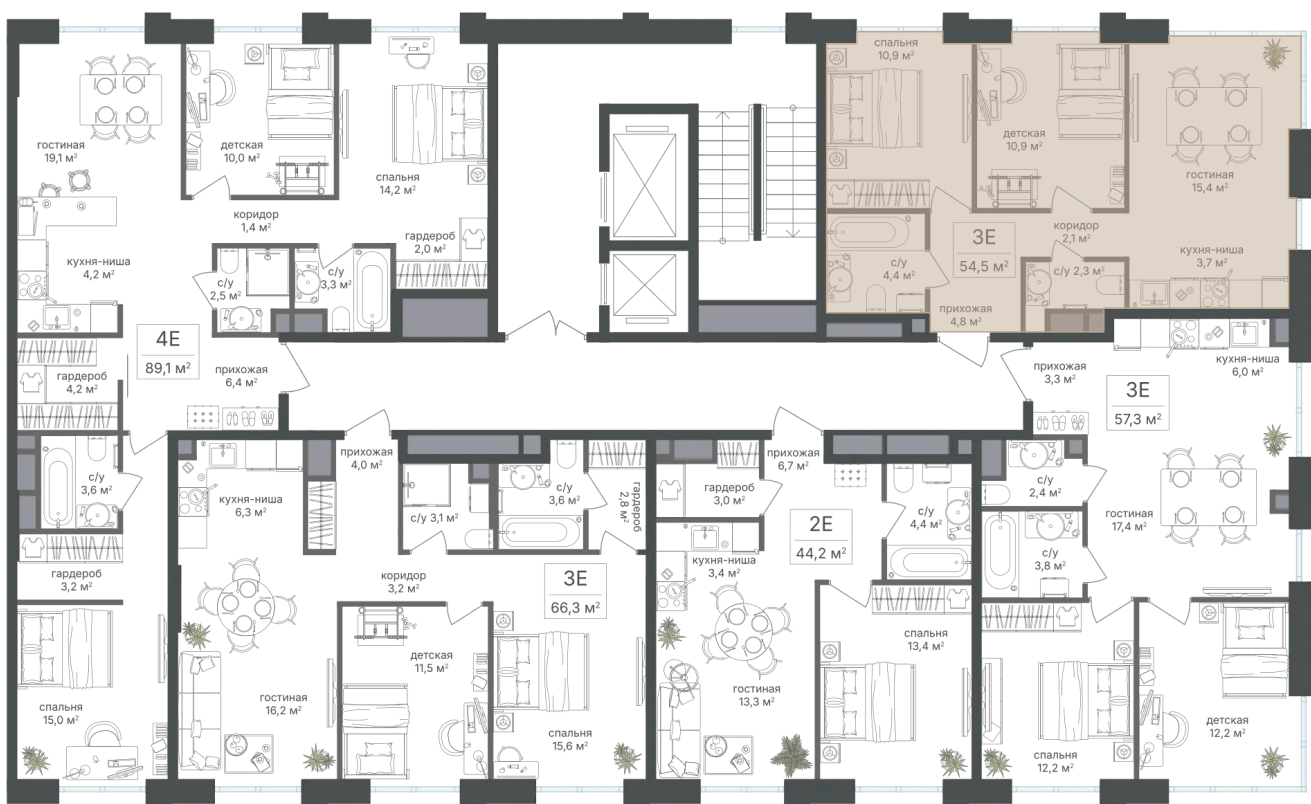 гостиная
19,1 м²
кухня-ниша
4,2 м²
детская
10,0 м²
коридор
1,4 м²
спальня
14,2 м²
гардероб
2,0 м²
с/у
2,5 м²
с/у
3,3 м²
4Е
89,1 м²
прихожая
6,4 м²
гардероб
4,2 м²
с/у
3,6 м²
гардероб
3,2 м²
спальня
15,0 м²
спальня
10,9 м²
детская
10,9 м²
гостиная
15,4 м²
коридор
2,1 м²
3Е
54,5 м²
с/у
4,4 м²
с/у 2,3 м²
кухня-ниша
3,7 м²
прихожая
4,8 м²
прихожая
4,0 м²
кухня-ниша
6,3 м²
с/у 3,1 м²
с/у
3,6 м²
гардероб
2,8 м²
коридор
3,2 м²
3Е
66,3 м²
детская
11,5 м²
гостиная
16,2 м²
спальня
15,6 м²
прихожая
6,7 м²
гардероб
3,0 м²
2Е
44,2 м²
с/у
4,4 м²
кухня-ниша
3,4 м²
гостиная
13,3 м²
спальня
13,4 м²
прихожая
3,3 м²
кухня-ниша
6,0 м²
3Е
57,3 м²
с/у
2,4 м²
гостиная
17,4 м²
с/у
3,8 м²
спальня
12,2 м²
детская
12,2 м²